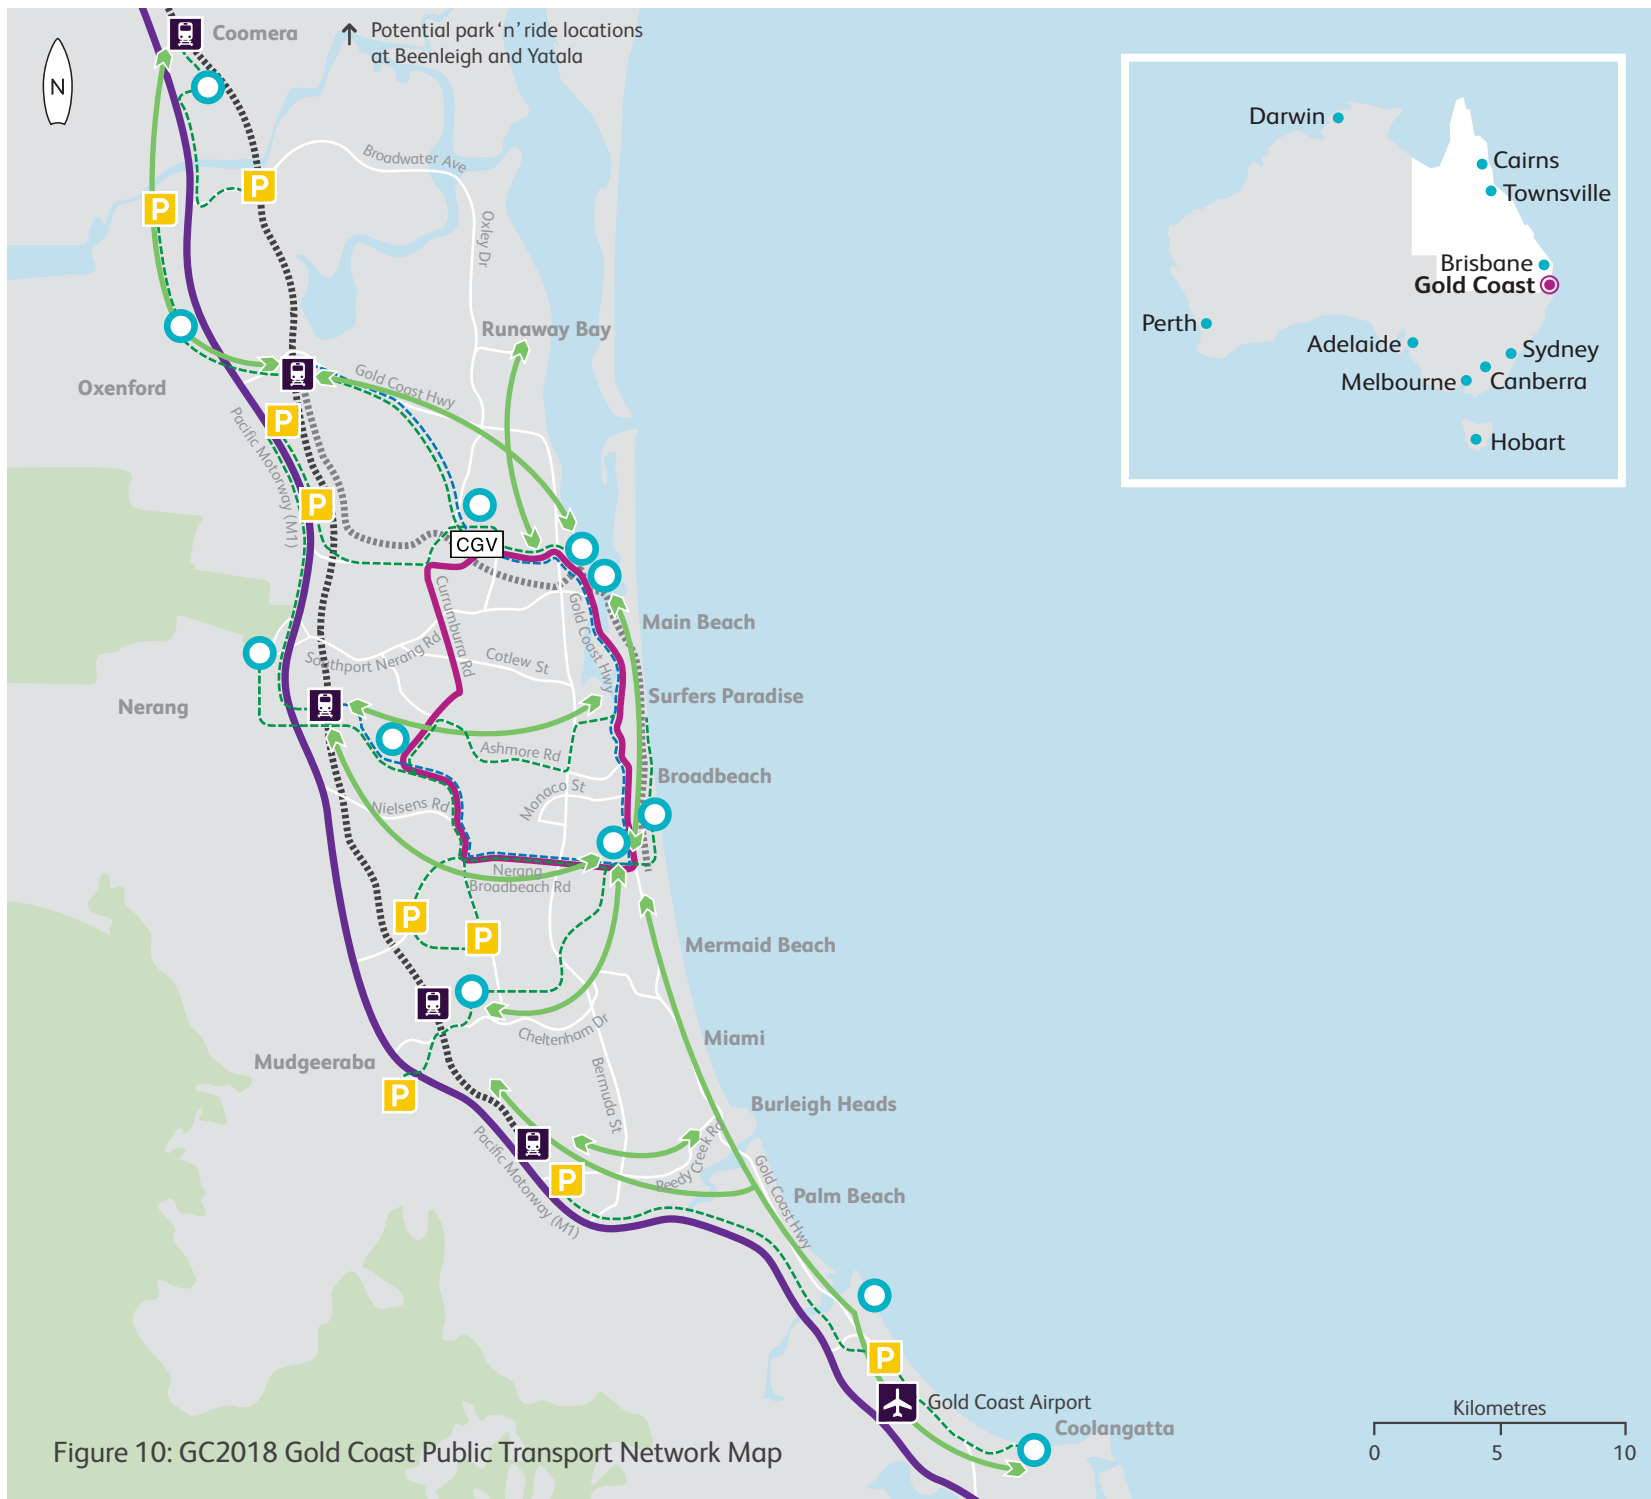 Coomera
Potential park ‘n’ ride locations
at Beenleigh and Yatala
N
Broadwater Ave
P
P
Oxley Dr
Runaway Bay
Gold Coast Hwy
Oxenford
P
Pacific Motorway (M1)
P
CGV
Currumburra Rd
Gold Coast Hwy
Main Beach
Southport Nerang Rd
Cotlew St
Nerang
Surfers Paradise
Ashmore Rd
Broadbeach
Monaco St
Nielsens Rd
Nerang
Broadbeach Rd
P
P
Mermaid Beach
Cheltenham Dr
Miami
Mudgeeraba
P
Bermuda St
Burleigh Heads
Pacific Motorway (M1)
Reedy Creek Rd
P
Gold Coast Hwy
Palm Beach
P
Gold Coast Airport
Coolangatta
Darwin
Cairns
Townsville
Brisbane
Gold Coast
Perth
Adelaide
Sydney
Melbourne
Canberra
Hobart
Kilometres
0 5 10
Figure 10: GC2018 Gold Coast Public Transport Network Map